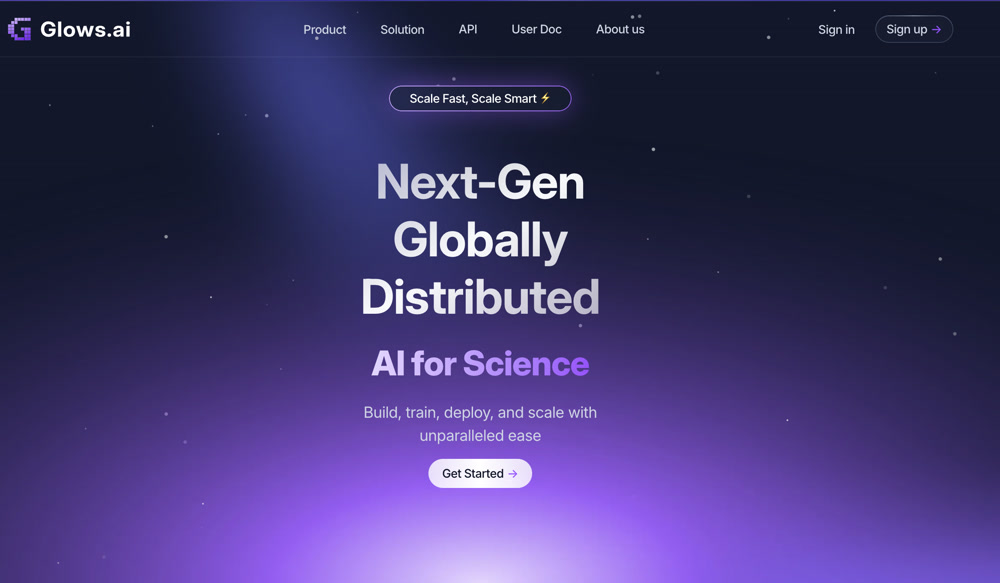 Glows.ai
Product
Solution
API
User Doc
About us
Sign in
Sign up →
Scale Fast, Scale Smart ⚡
Next-Gen
Globally
Distributed
AI for Science
Build, train, deploy, and scale with
unparalleled ease
Get Started →